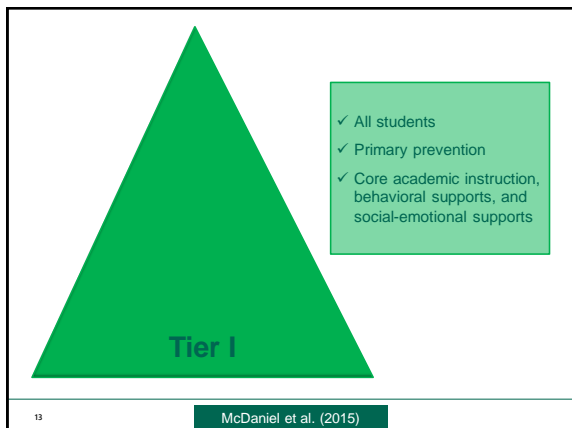 ✓ All students
✓ Primary prevention
✓ Core academic instruction,
behavioral supports, and
social-emotional supports
Tier I
13
McDaniel et al. (2015)